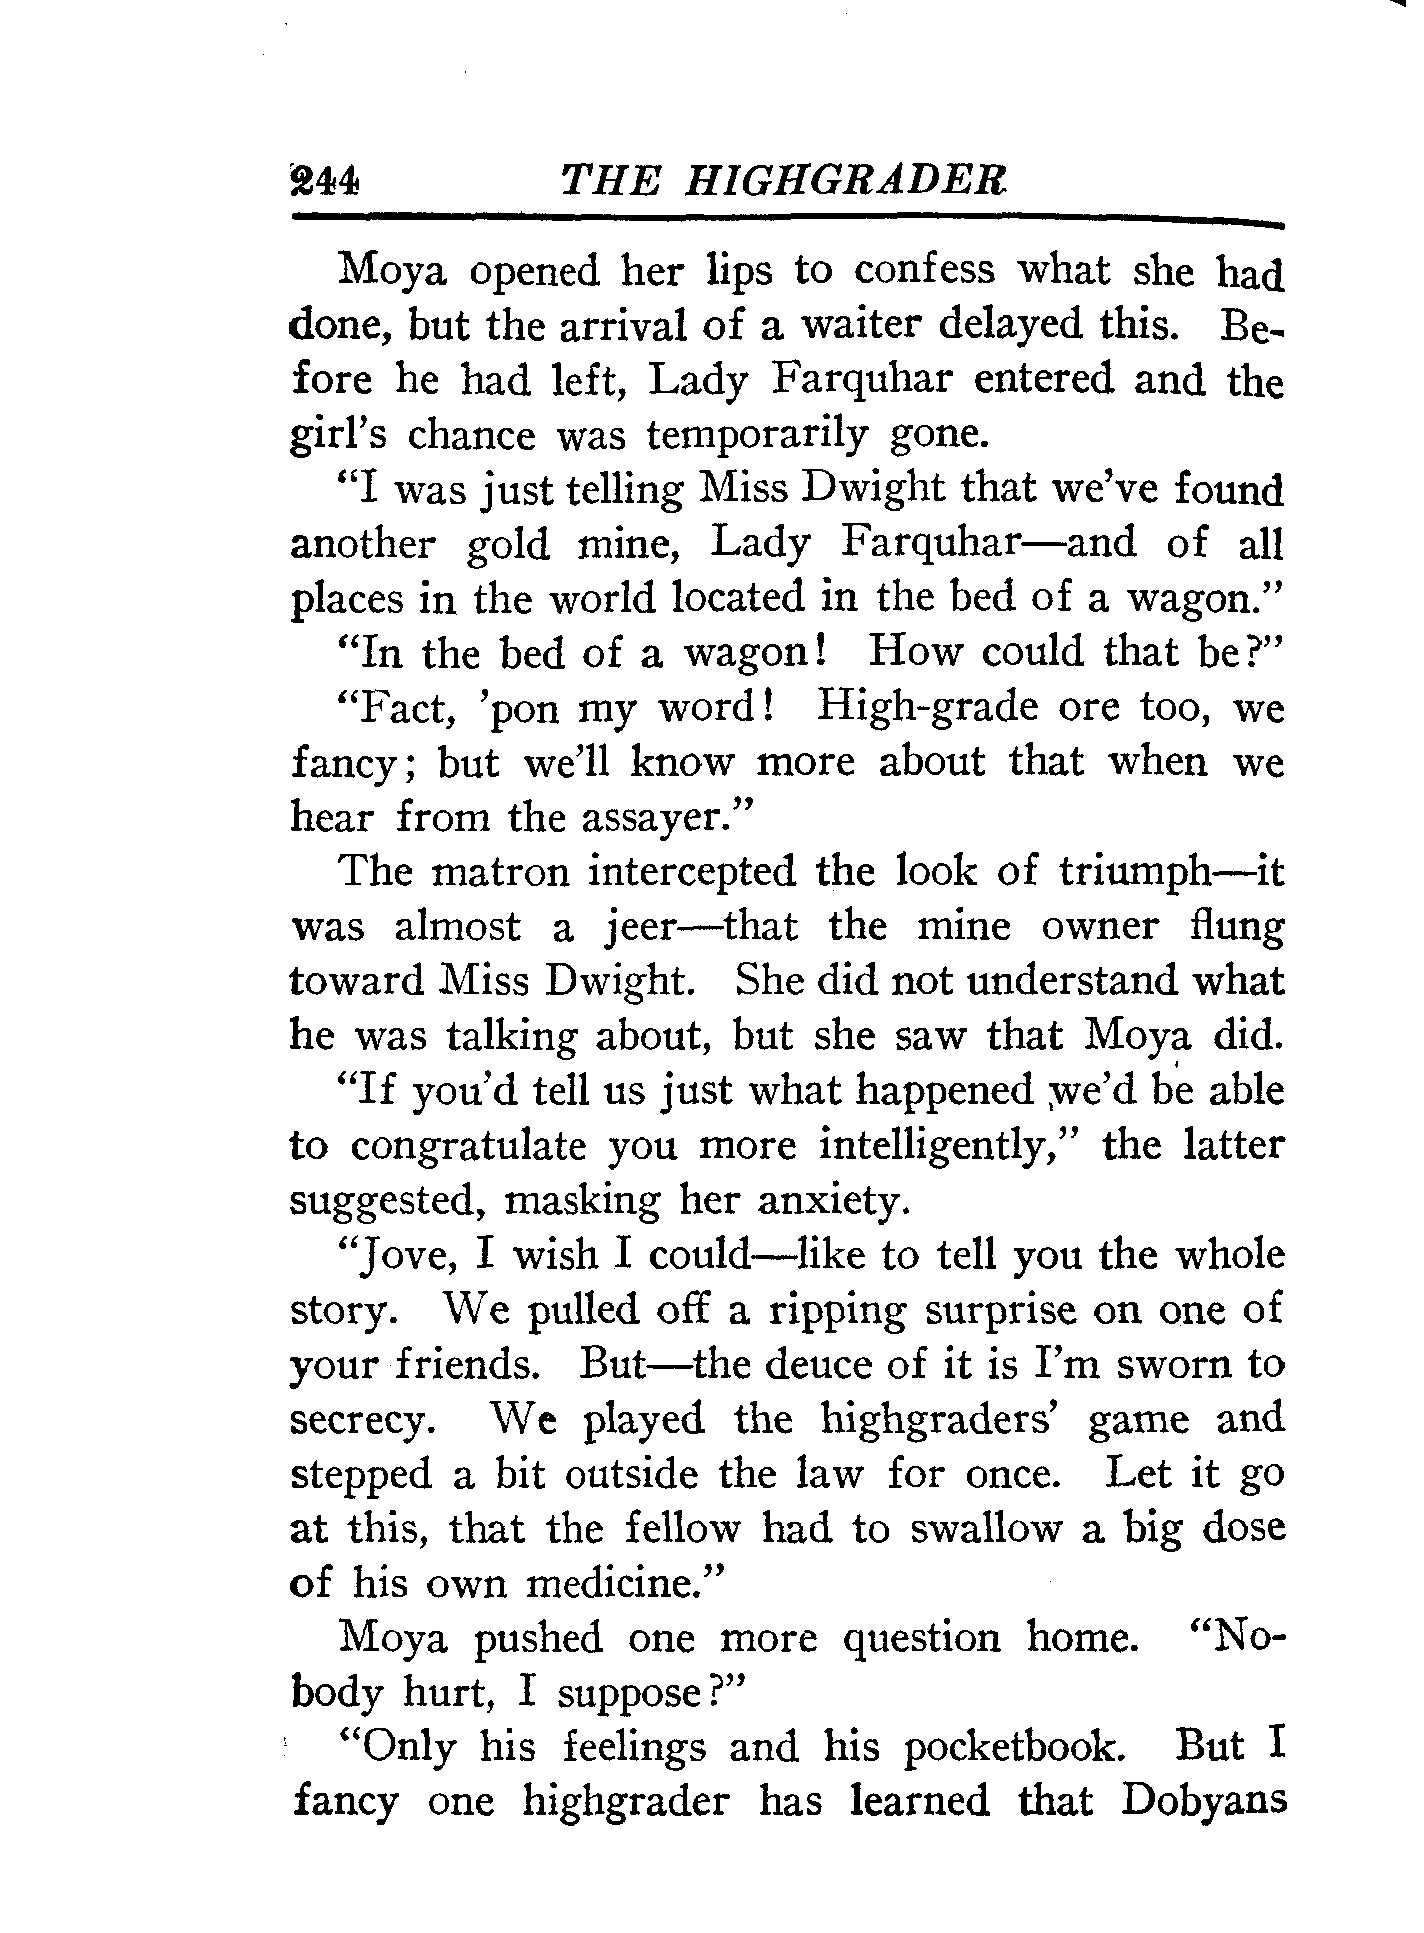 244 THE HIGHGRADER
Moya opened her lips to confess what she had
done, but the arrival of a waiter delayed this. Be-
fore he had left, Lady Farquhar entered and the
girl's chance was temporarily gone.
"I was just telling Miss Dwight that we've found
another gold mine, Lady Farquhar—and of all
places in the world located in the bed of a wagon."
"In the bed of a wagon! How could that be?"
"Fact, 'pon my word! High-grade ore too, we
fancy; but we'll know more about that when we
hear from the assayer."
The matron intercepted the look of triumph—it
was almost a jeer—that the mine owner flung
toward Miss Dwight. She did not understand what
he was talking about, but she saw that Moya did.
"If you'd tell us just what happened we'd be able
to congratulate you more intelligently," the latter
suggested, masking her anxiety.
"Jove, I wish I could—like to tell you the whole
story. We pulled off a ripping surprise on one of
your friends. But—the deuce of it is I'm sworn to
secrecy. We played the highgraders' game and
stepped a bit outside the law for once. Let it go
at this, that the fellow had to swallow a big dose
of his own medicine."
Moya pushed one more question home. "No-
body hurt, I suppose?"
"Only his feelings and his pocketbook. But I
fancy one highgrader has learned that Dobyans